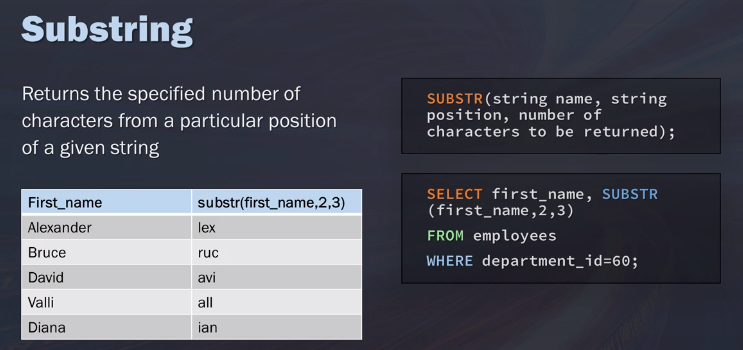 Substring
Returns the specified number of
characters from a particular position
of a given string
First_name substr(first_name,2,3)
Alexander lex
Bruce ruc
David avi
Valli all
Diana ian
SUBSTR(string name, string
position, number of
characters to be returned);
SELECT first_name, SUBSTR
(first_name,2,3)
FROM employees
WHERE department_id=60;